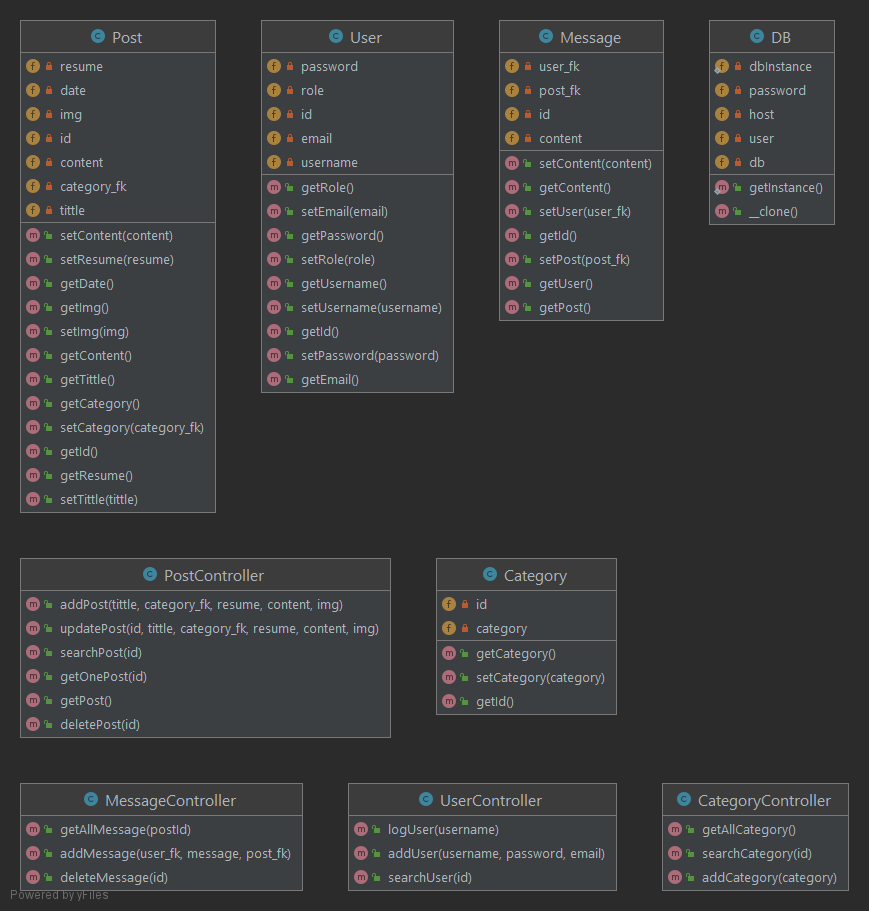 Post
resume
date
img
id
content
category_fk
tittle
setContent(content)
setResume(resume)
getDate()
getImg()
setImg(img)
getContent()
getTittle()
getCategory()
setCategory(category_fk)
getId()
getResume()
setTittle(tittle)
User
password
role
id
email
username
getRole()
setEmail(email)
getPassword()
setRole(role)
getUsername()
setUsername(username)
getId()
setPassword(password)
getEmail()
Message
user_fk
post_fk
id
content
setContent(content)
getContent()
setUser(user_fk)
getId()
setPost(post_fk)
getUser()
getPost()
DB
dbInstance
password
host
user
db
getInstance()
__clone()
PostController
addPost(tittle, category_fk, resume, content, img)
updatePost(id, tittle, category_fk, resume, content, img)
searchPost(id)
getOnePost(id)
getPost()
deletePost(id)
Category
id
category
getCategory()
setCategory(category)
getId()
MessageController
getAllMessage(postId)
addMessage(user_fk, message, post_fk)
deleteMessage(id)
UserController
logUser(username)
addUser(username, password, email)
searchUser(id)
CategoryController
getAllCategory()
searchCategory(id)
addCategory(category)
Powered by yFiles